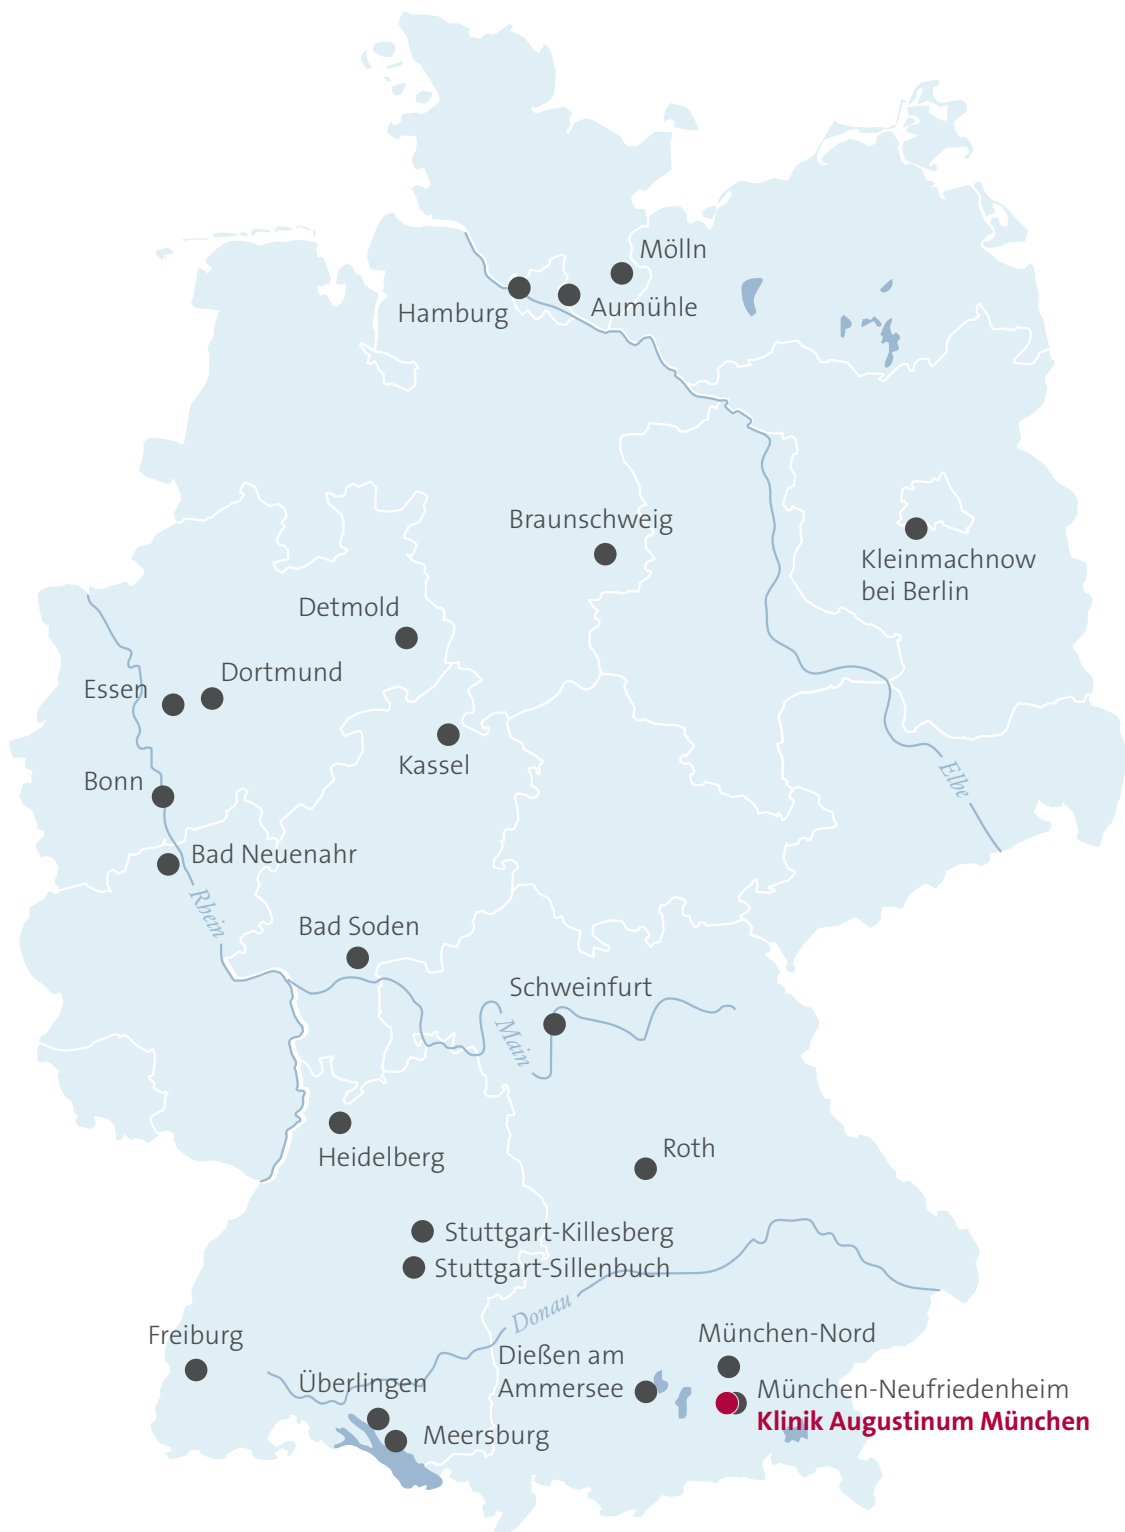 Mölln
Hamburg
Aumühle
Braunschweig
Kleinmachnow
bei Berlin
Detmold
Dortmund
Essen
Kassel
Elbe
Bonn
Bad Neuenahr
Rhein
Bad Soden
Schweinfurt
Main
Heidelberg
Roth
Stuttgart-Killesberg
Stuttgart-Sillenbuch
Donau
Freiburg
München-Nord
Dießen am
Ammersee
Überlingen
München-Neufriedenheim
Klinik Augustinum München
Meersburg